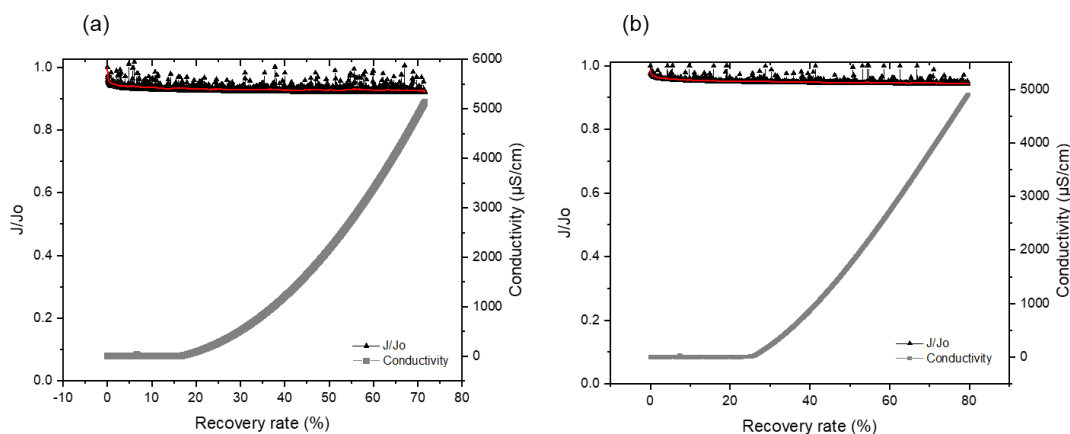 (a)
1.0
0.8
0.6
0.4
0.2
0.0
J/Jo
6000
5000
4000
3000
2000
1000
0
Conductivity (µS/cm)
J/Jo
Conductivity
-10 0 10 20 30 40 50 60 70 80
Recovery rate (%)
(b)
1.0
0.8
0.6
0.4
0.2
0.0
J/Jo
5000
4000
3000
2000
1000
0
Conductivity (µS/cm)
J/Jo
Conductivity
0 20 40 60 80
Recovery rate (%)